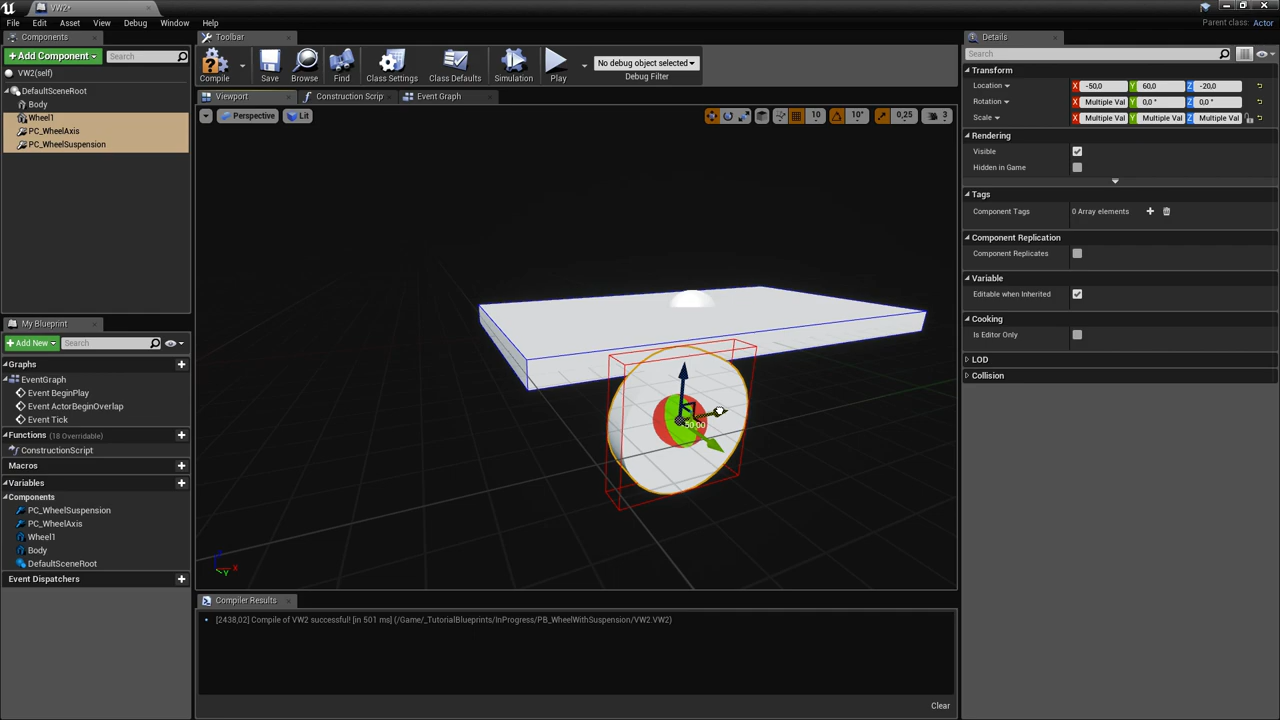 VW2*
File Edit Asset View Debug Window Help
Parent class: Actor
Components
Add Component
Search
VW2(self)
DefaultSceneRoot
Body
Wheel1
PC_WheelAxis
PC_WheelSuspension
My Blueprint
Add New
Search
Graphs
EventGraph
Event BeginPlay
Event ActorBeginOverlap
Event Tick
Functions (18 Overridable)
ConstructionScript
Macros
Variables
Components
PC_WheelSuspension
PC_WheelAxis
Wheel1
Body
DefaultSceneRoot
Event Dispatchers
Toolbar
Compile
Save
Browse
Find
Class Settings
Class Defaults
Simulation
Play
No debug object selected
Debug Filter
Viewport
Construction Scrip
Event Graph
Perspective
Lit
10
10°
0,25
3
-50,00
X
Y
Compiler Results
[2438,02] Compile of VW2 successful! [in 501 ms] (/Game/_TutorialBlueprints/InProgress/PB_WheelWithSuspension/VW2.VW2)
Clear
Details
Search
Transform
Location X -50,0 Y 60,0 Z -20,0
Rotation X Multiple Val Y 0,0 ° Z 0,0 °
Scale X Multiple Val Y Multiple Val Z Multiple Val
Rendering
Visible
Hidden in Game
Tags
Component Tags 0 Array elements
Component Replication
Component Replicates
Variable
Editable when Inherited
Cooking
Is Editor Only
LOD
Collision